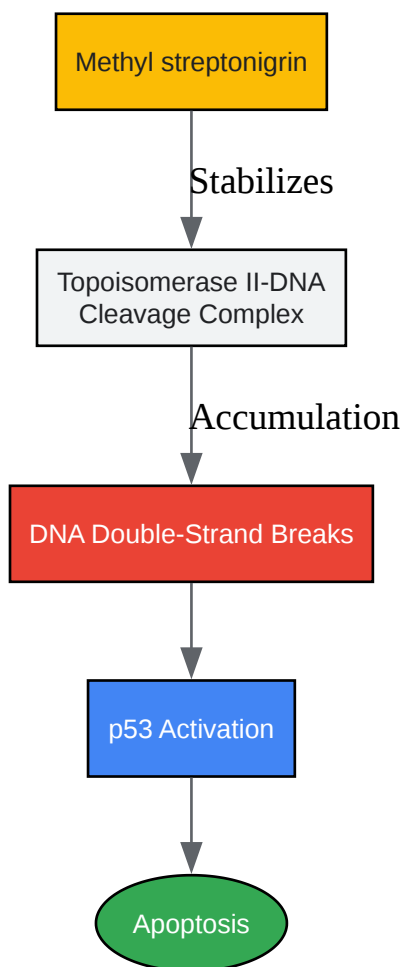 Methyl streptonigrin
Stabilizes
Topoisomerase II-DNA
Cleavage Complex
Accumulation
DNA Double-Strand Breaks
p53 Activation
Apoptosis